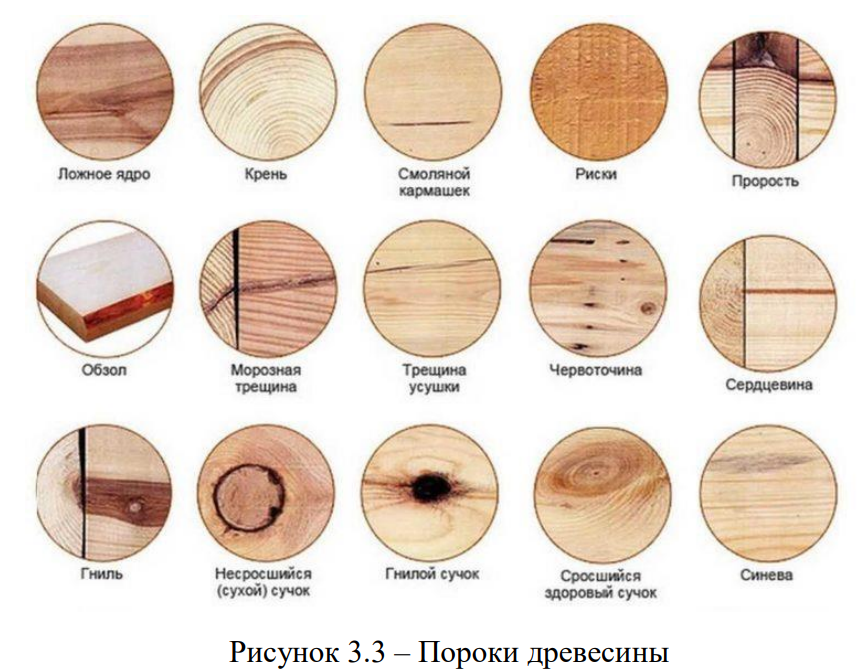 Ложное ядро
Крень
Смоляной
кармашек
Риски
Прорость
Обзол
Морозная
трещина
Трещина
усушки
Червоточина
Сердцевина
Гниль
Несросшийся
(сухой) сучок
Гнилой сучок
Сросшийся
здоровый сучок
Синева
Рисунок 3.3 – Пороки древесины